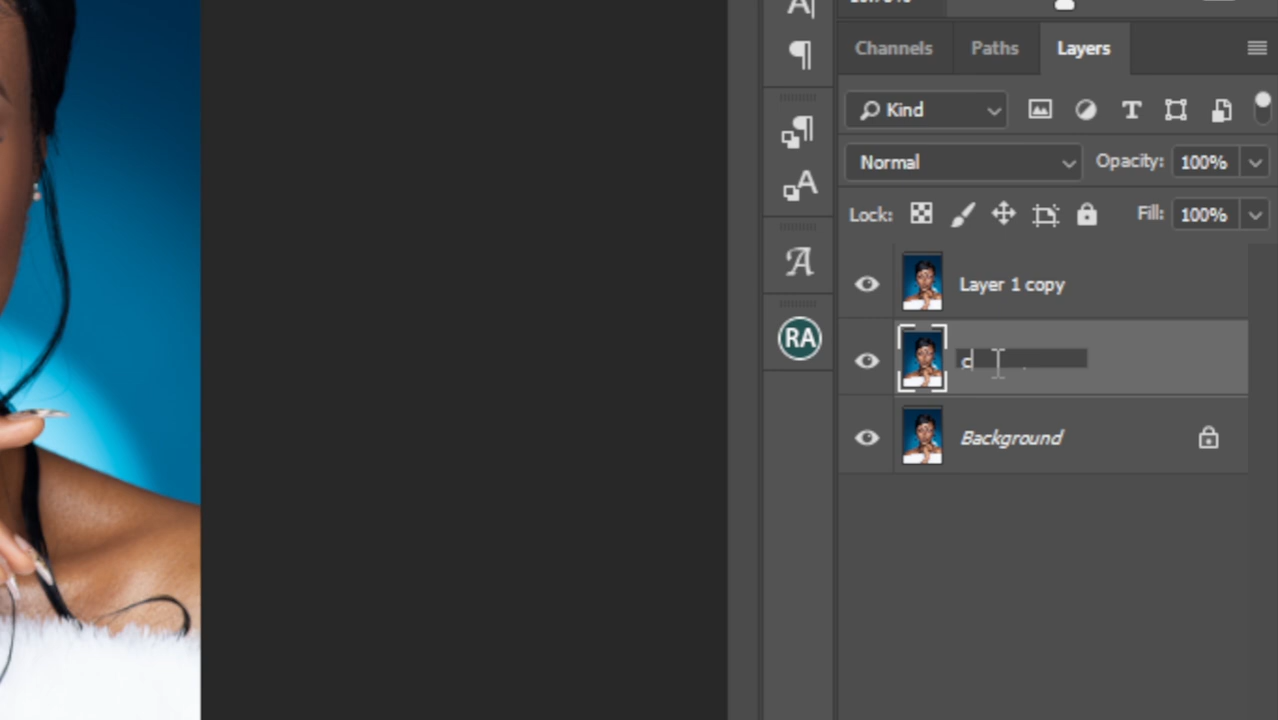 Channels Paths Layers
Kind
Normal Opacity: 100%
Lock: Fill: 100%
Layer 1 copy
c
Background
RA